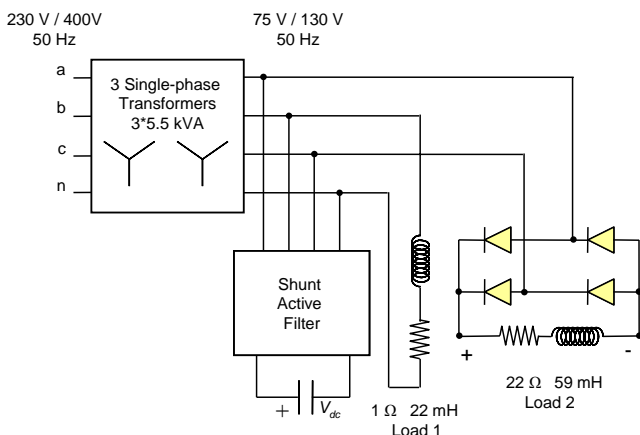 230 V / 400V
50 Hz
75 V / 130 V
50 Hz
a
b
c
n
3 Single-phase
Transformers
3*5.5 kVA
Shunt
Active
Filter
+
Vdc
1 Ω 22 mH
Load 1
+
-
22 Ω 59 mH
Load 2